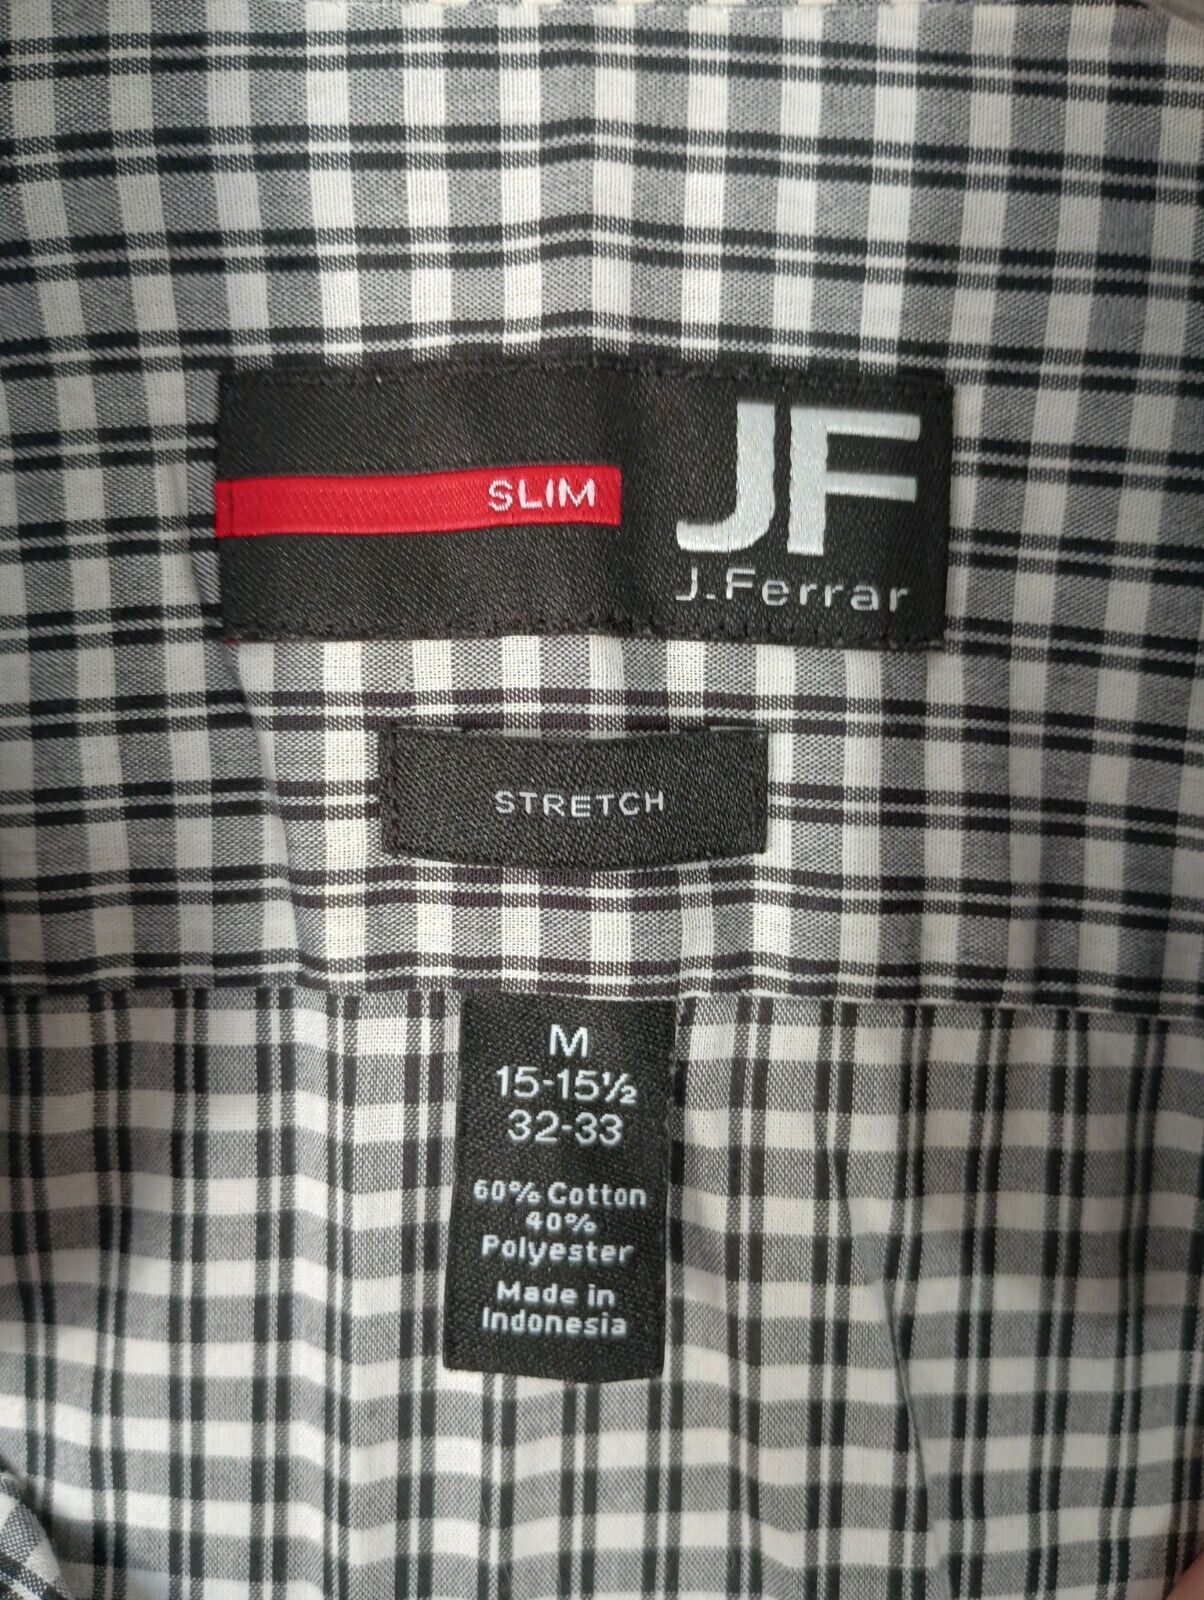 SLIM
JF
J.Ferrar
STRETCH
M
15-15½
32-33
60% Cotton
40%
Polyester
Made in
Indonesia